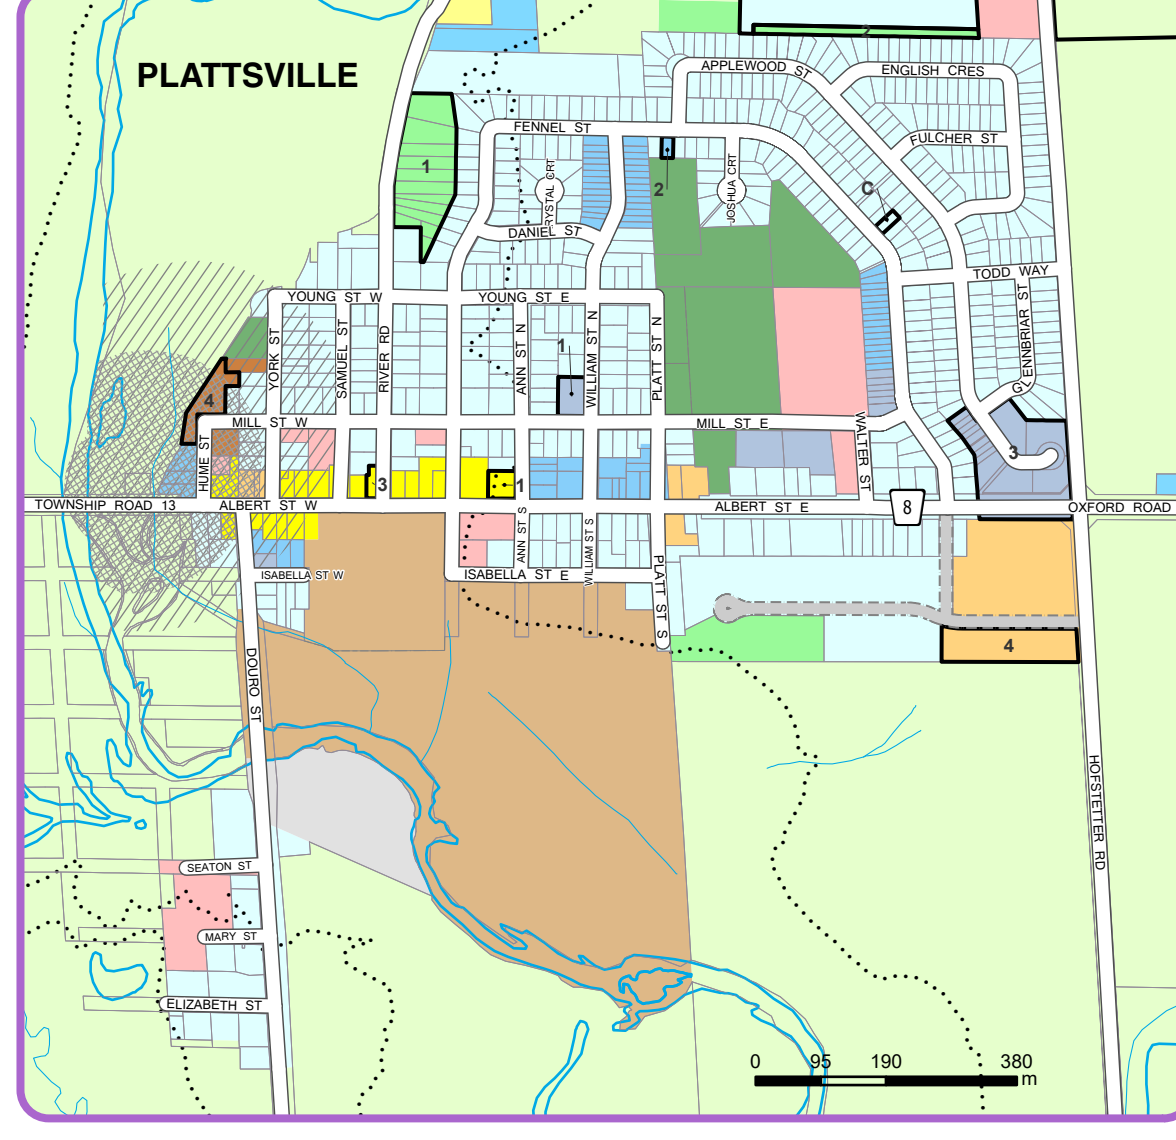 2
PLATTSVILLE
APPLEWOOD ST
ENGLISH CRES
FENNEL ST
FULCHER ST
1
CRYSTAL CRT
2
JOSHUA CRT
C
DANIEL ST
TODD WAY
YOUNG ST W
YOUNG ST E
GLENNBRIAR ST
YORK ST
SAMUEL ST
RIVER RD
ANN ST N
1
WILLIAM ST N
PLATT ST N
4
MILL ST W
MILL ST E
WALTER ST
HUME ST
3
3
1
TOWNSHIP ROAD 13
ALBERT ST W
ALBERT ST E
8
OXFORD ROAD
ANN ST S
WILLIAM ST S
ISABELLA ST W
ISABELLA ST E
PLATT ST S
4
DOURO ST
HOFSTETTER RD
SEATON ST
MARY ST
ELIZABETH ST
0 95 190 380
m